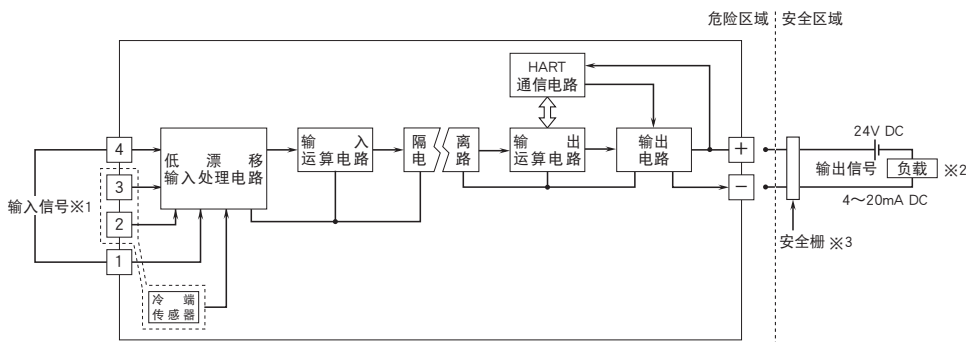 危险区域
安全区域
HART
通信电路
4
3
2
1
输入信号※1
低漂移
输入处理电路
输入
运算电路
隔 离
电 路
输出
运算电路
输出
电路
+
−
24V DC
输出信号
负载
※2
4～20mA DC
安全栅※3
冷端
传感器